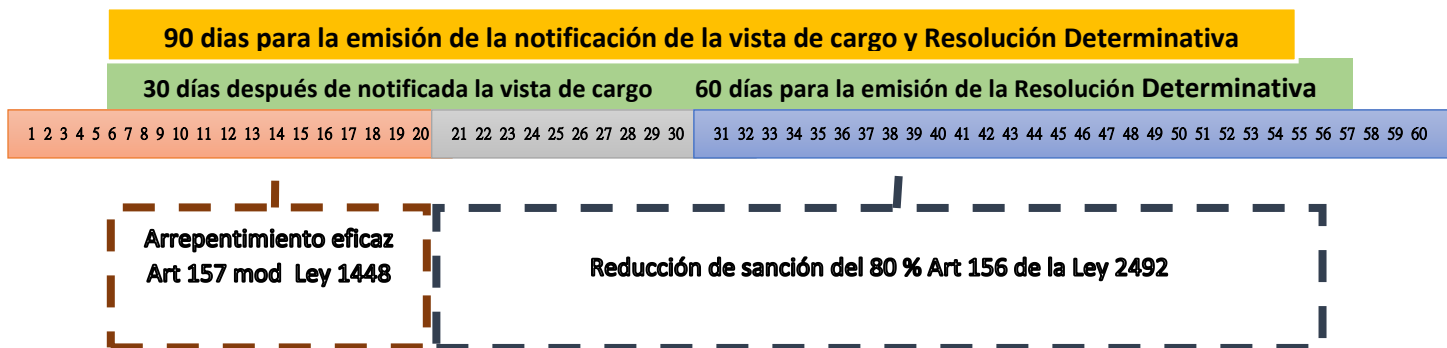 90 dias para la emisión de la notificación de la vista de cargo y Resolución Determinativa
30 días después de notificada la vista de cargo 60 días para la emisión de la Resolución Determinativa
1 2 3 4 5 6 7 8 9 10 11 12 13 14 15 16 17 18 19 20 21 22 23 24 25 26 27 28 29 30 31 32 33 34 35 36 37 38 39 40 41 42 43 44 45 46 47 48 49 50 51 52 53 54 55 56 57 58 59 60
Arrepentimiento eficaz
Art 157 mod Ley 1448
Reducción de sanción del 80 % Art 156 de la Ley 2492